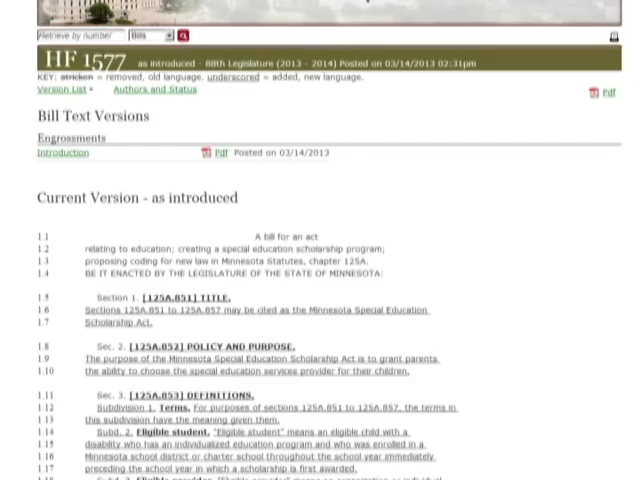 Retrieve by number Bills
HF 1577 as introduced - 88th Legislature (2013 - 2014) Posted on 03/14/2013 02:31pm
KEY: stricken = removed, old language. underscored = added, new language.
Version List Authors and Status Pdf
Bill Text Versions
Engrossments
Introduction Pdf Posted on 03/14/2013
Current Version - as introduced
1.1 A bill for an act
1.2 relating to education; creating a special education scholarship program;
1.3 proposing coding for new law in Minnesota Statutes, chapter 125A.
1.4 BE IT ENACTED BY THE LEGISLATURE OF THE STATE OF MINNESOTA:
1.5 Section 1. [125A.851] TITLE.
1.6 Sections 125A.851 to 125A.857 may be cited as the Minnesota Special Education
1.7 Scholarship Act.
1.8 Sec. 2. [125A.852] POLICY AND PURPOSE.
1.9 The purpose of the Minnesota Special Education Scholarship Act is to grant parents
1.10 the ability to choose the special education services provider for their children.
1.11 Sec. 3. [125A.853] DEFINITIONS.
1.12 Subdivision 1. Terms. For purposes of sections 125A.851 to 125A.857, the terms in
1.13 this subdivision have the meaning given them.
1.14 Subd. 2. Eligible student. "Eligible student" means an eligible child with a
1.15 disability who has an individualized education program and who was enrolled in a
1.16 Minnesota school district or charter school throughout the school year immediately
1.17 preceding the school year in which a scholarship is first awarded.